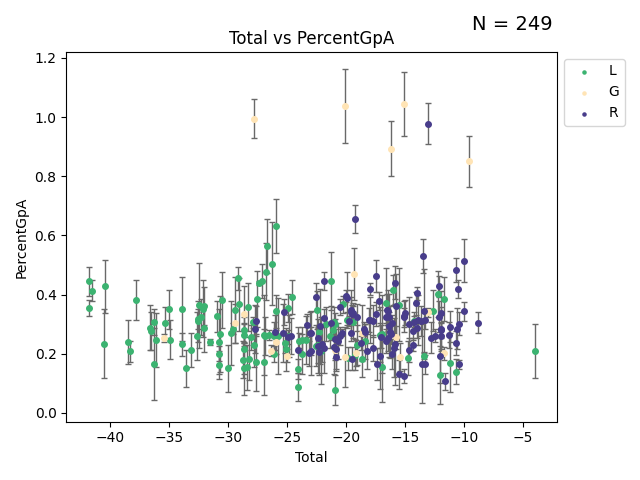 N = 249
Total vs PercentGpA
L
G
R
PercentGpA
1.2
1.0
0.8
0.6
0.4
0.2
0.0
−40 −35 −30 −25 −20 −15 −10 −5
Total